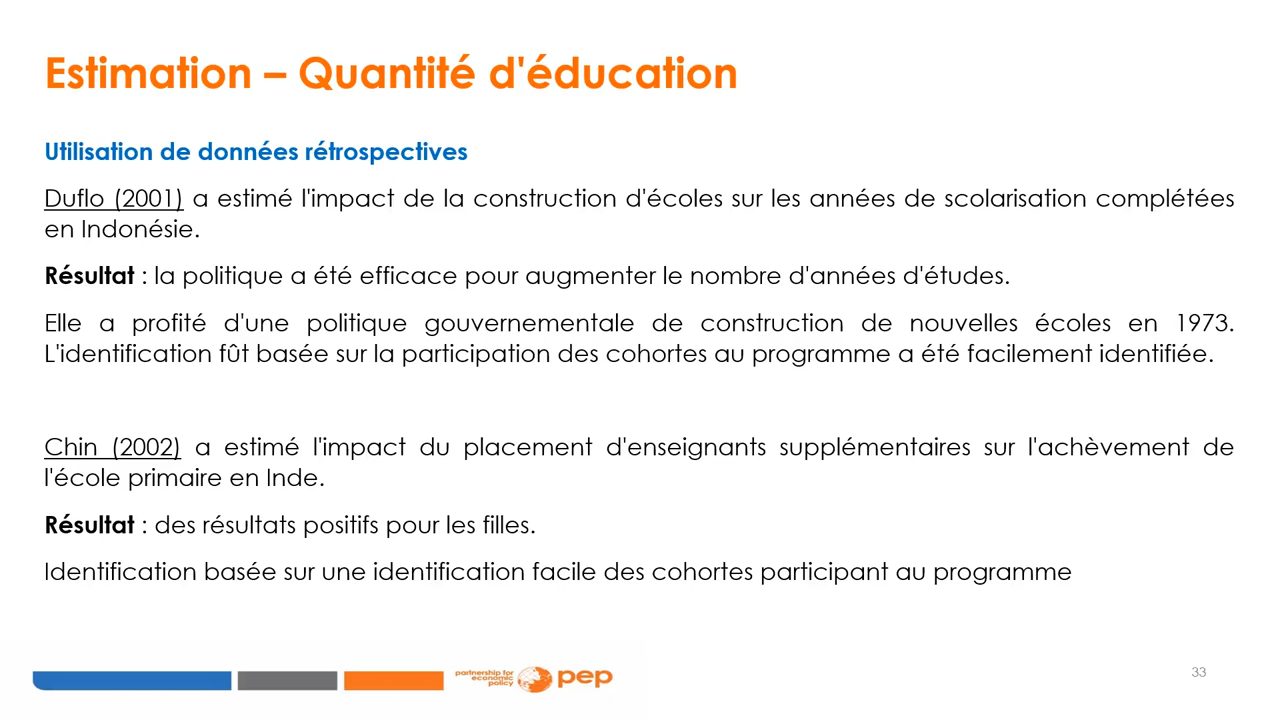 Estimation – Quantité d'éducation
Utilisation de données rétrospectives
Duflo (2001) a estimé l'impact de la construction d'écoles sur les années de scolarisation complétées
en Indonésie.
Résultat : la politique a été efficace pour augmenter le nombre d'années d'études.
Elle a profité d'une politique gouvernementale de construction de nouvelles écoles en 1973.
L'identification fût basée sur la participation des cohortes au programme a été facilement identifiée.
Chin (2002) a estimé l'impact du placement d'enseignants supplémentaires sur l'achèvement de
l'école primaire en Inde.
Résultat : des résultats positifs pour les filles.
Identification basée sur une identification facile des cohortes participant au programme
partnership for
economic
policy
pep
33